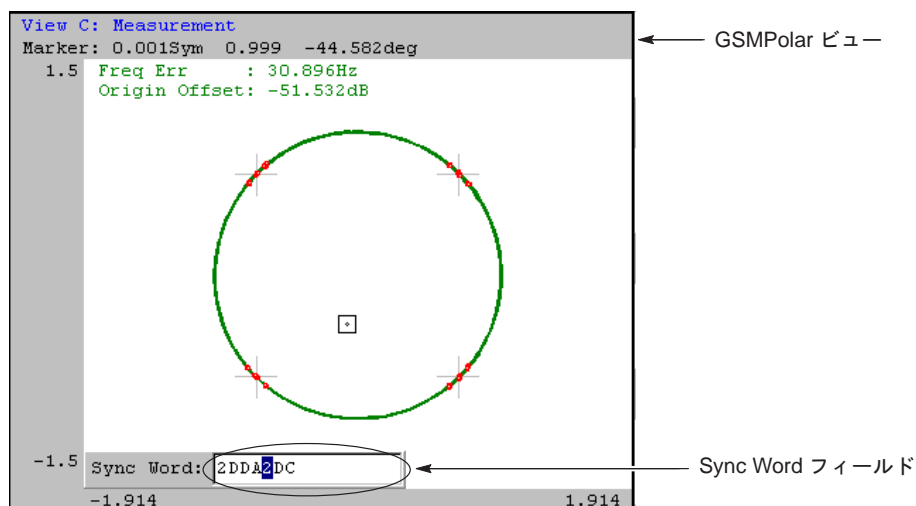 View C: Measurement
Marker: 0.001Sym 0.999 -44.582deg
GSMPolar ビュー
1.5
Freq Err : 30.896Hz
Origin Offset: -51.532dB
-1.5
Sync Word: 2DDA2DC
Sync Word フィールド
-1.914
1.914